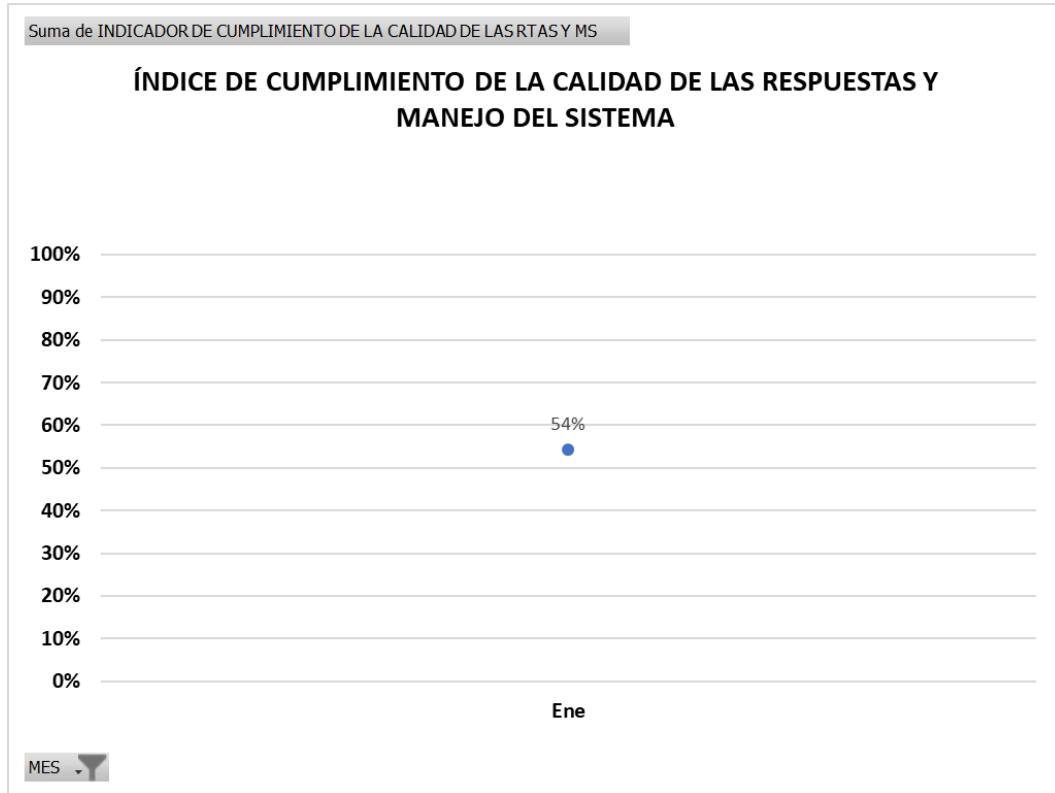 Suma de INDICADOR DE CUMPLIMIENTO DE LA CALIDAD DE LAS RTAS Y MS
ÍNDICE DE CUMPLIMIENTO DE LA CALIDAD DE LAS RESPUESTAS Y
MANEJO DEL SISTEMA
100%
90%
80%
70%
60%
54%
50%
40%
30%
20%
10%
0%
Ene
MES